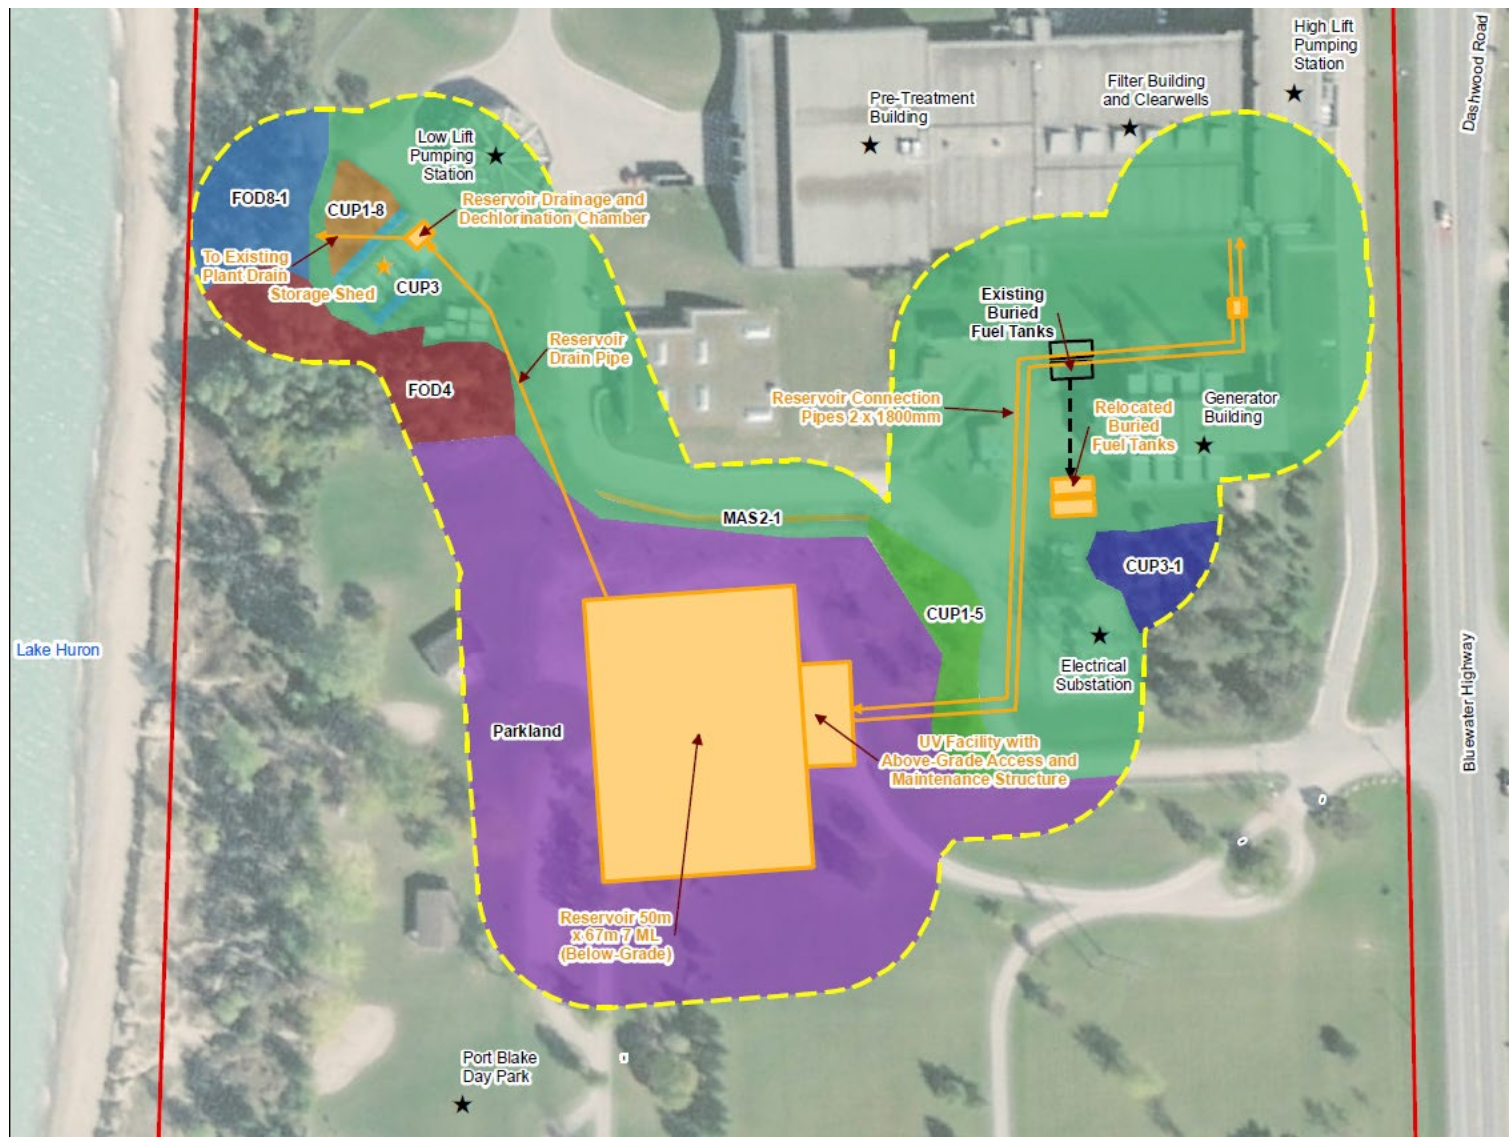 High Lift
Pumping
Station
Dashwood Road
Pre-Treatment
Building
Filter Building
and Clearwells
Low Lift
Pumping
Station
FOD8-1
CUP1-8
Reservoir Drainage and
Dechlorination Chamber
To Existing
Plant Drain
Storage Shed
CUP3
Existing
Buried
Fuel Tanks
Reservoir
Drain Pipe
FOD4
Reservoir Connection
Pipes 2 x 1800mm
Relocated
Buried
Fuel Tanks
Generator
Building
MAS2-1
CUP3-1
CUP1-5
Lake Huron
Electrical
Substation
Parkland
Bluewater Highway
UV Facility with
Above-Grade Access and
Maintenance Structure
Reservoir 50m
x 67m 7 ML
(Below-Grade)
Port Blake
Day Park